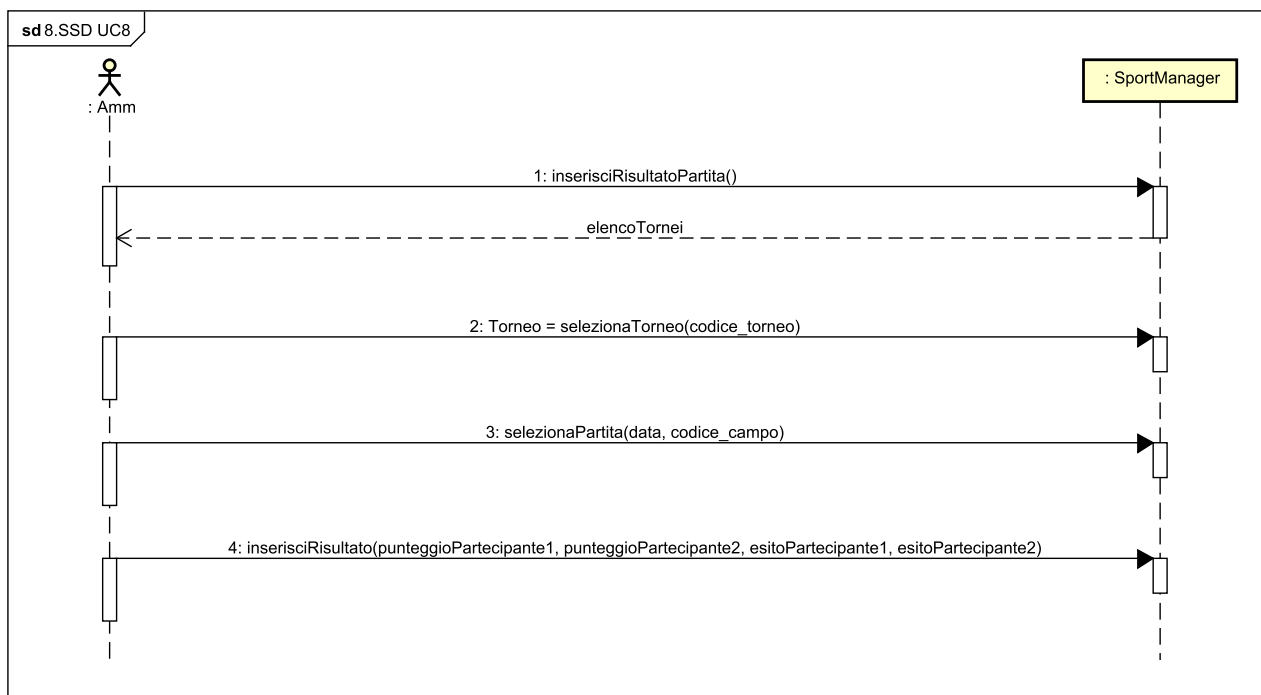 sd 8.SSD UC8
: Amm
: SportManager
1: inserisciRisultatoPartita()
elencoTornei
2: Torneo = selezionaTorneo(codice_torneo)
3: selezionaPartita(data, codice_campo)
4: inserisciRisultato(punteggioPartecipante1, punteggioPartecipante2, esitoPartecipante1, esitoPartecipante2)